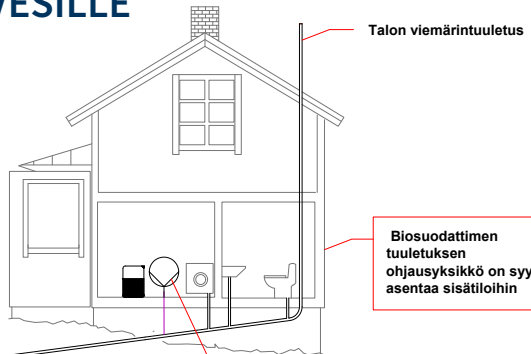 VESILLE
Talon viemärintuuletus
Biosuodattimen
tuuletuksen
ohjausyksikkö on syy
asentaa sisätiloihin